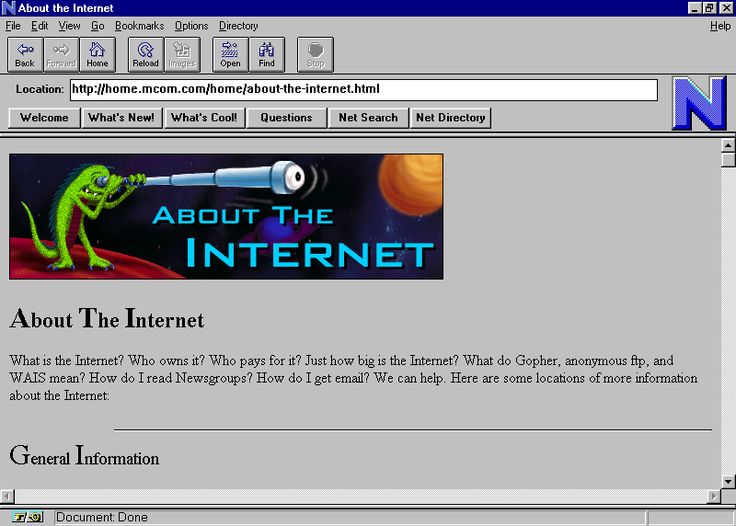 About the Internet
File Edit View Go Bookmarks Options Directory Help
Back Forward Home Reload Images Open Find Stop
Location: http://home.mcom.com/home/about-the-internet.html
N
Welcome What's New! What's Cool! Questions Net Search Net Directory
ABOUT THE
INTERNET
About The Internet
What is the Internet? Who owns it? Who pays for it? Just how big is the Internet? What do Gopher, anonymous ftp, and
WAIS mean? How do I read Newsgroups? How do I get email? We can help. Here are some locations of more information
about the Internet:
General Information
Document: Done